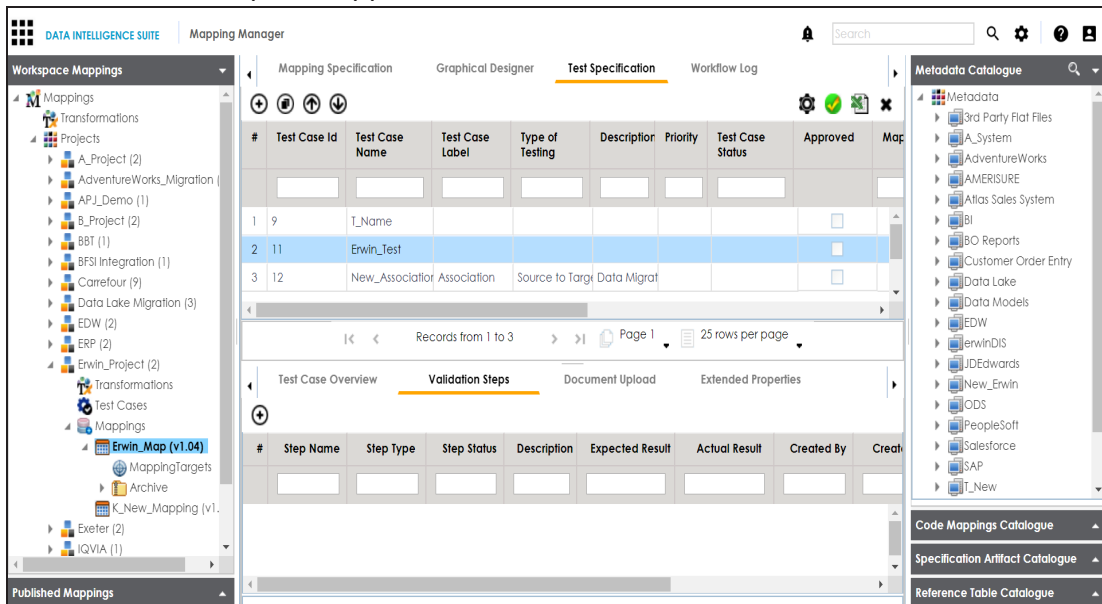 DATA INTELLIGENCE SUITE Mapping Manager Search
Workspace Mappings
Mappings
Transformations
Projects
A_Project (2)
AdventureWorks_Migration (
APJ_Demo (1)
B_Project (2)
BBT (1)
BFSI Integration (1)
Carrefour (9)
Data Lake Migration (3)
EDW (2)
ERP (2)
Erwin_Project (2)
Transformations
Test Cases
Mappings
Erwin_Map (v1.04)
MappingTargets
Archive
K_New_Mapping (v1.
Exeter (2)
IQVIA (1)
Published Mappings
Mapping Specification Graphical Designer Test Specification Workflow Log
# Test Case Id Test Case Name Test Case Label Type of Testing Description Priority Test Case Status Approved Map
1 9 T_Name
2 11 Erwin_Test
3 12 New_Association Association Source to Targe Data Migrat
Records from 1 to 3 Page 1 25 rows per page
Test Case Overview Validation Steps Document Upload Extended Properties
# Step Name Step Type Step Status Description Expected Result Actual Result Created By Create
Metadata Catalogue
Metadata
3rd Party Flat Files
A_System
AdventureWorks
AMERISURE
Atlas Sales System
BI
BO Reports
Customer Order Entry
Data Lake
Data Models
EDW
erwinDIS
JDEdwards
New_Erwin
ODS
PeopleSoft
Salesforce
SAP
T_New
Code Mappings Catalogue
Specification Artifact Catalogue
Reference Table Catalogue